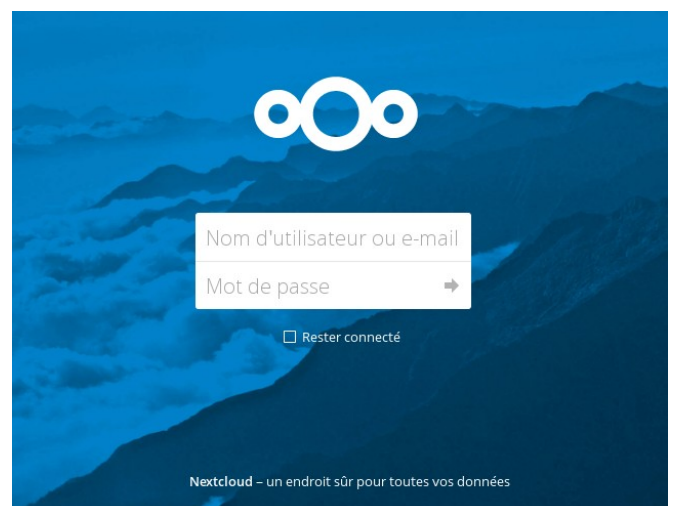 Nom d'utilisateur ou e-mail
Mot de passe
Rester connecté
Nextcloud – un endroit sûr pour toutes vos données